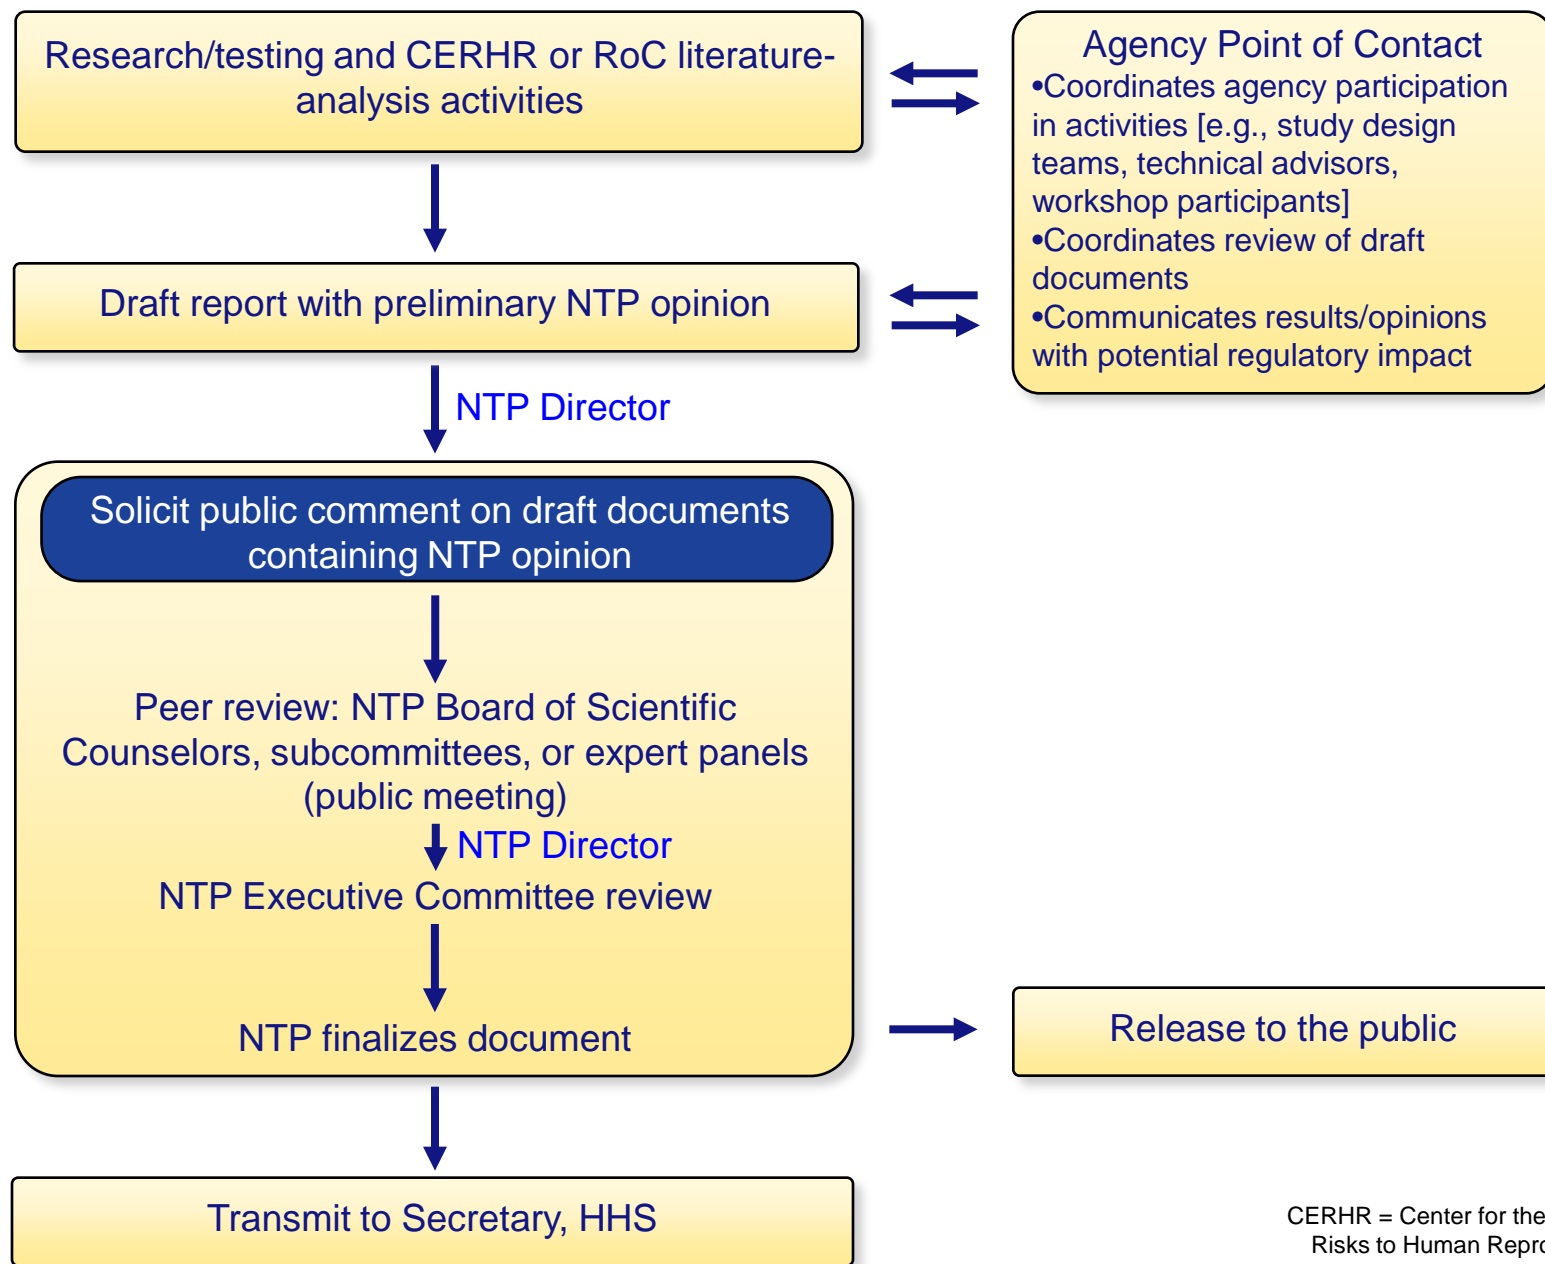 Research/testing and CERHR or RoC literature-
analysis activities
Agency Point of Contact
•Coordinates agency participation
in activities [e.g., study design
teams, technical advisors,
workshop participants]
•Coordinates review of draft
documents
•Communicates results/opinions
with potential regulatory impact
Draft report with preliminary NTP opinion
NTP Director
Solicit public comment on draft documents
containing NTP opinion
Peer review: NTP Board of Scientific
Counselors, subcommittees, or expert panels
(public meeting)
NTP Director
NTP Executive Committee review
NTP finalizes document
Release to the public
Transmit to Secretary, HHS
CERHR = Center for the
Risks to Human Repro